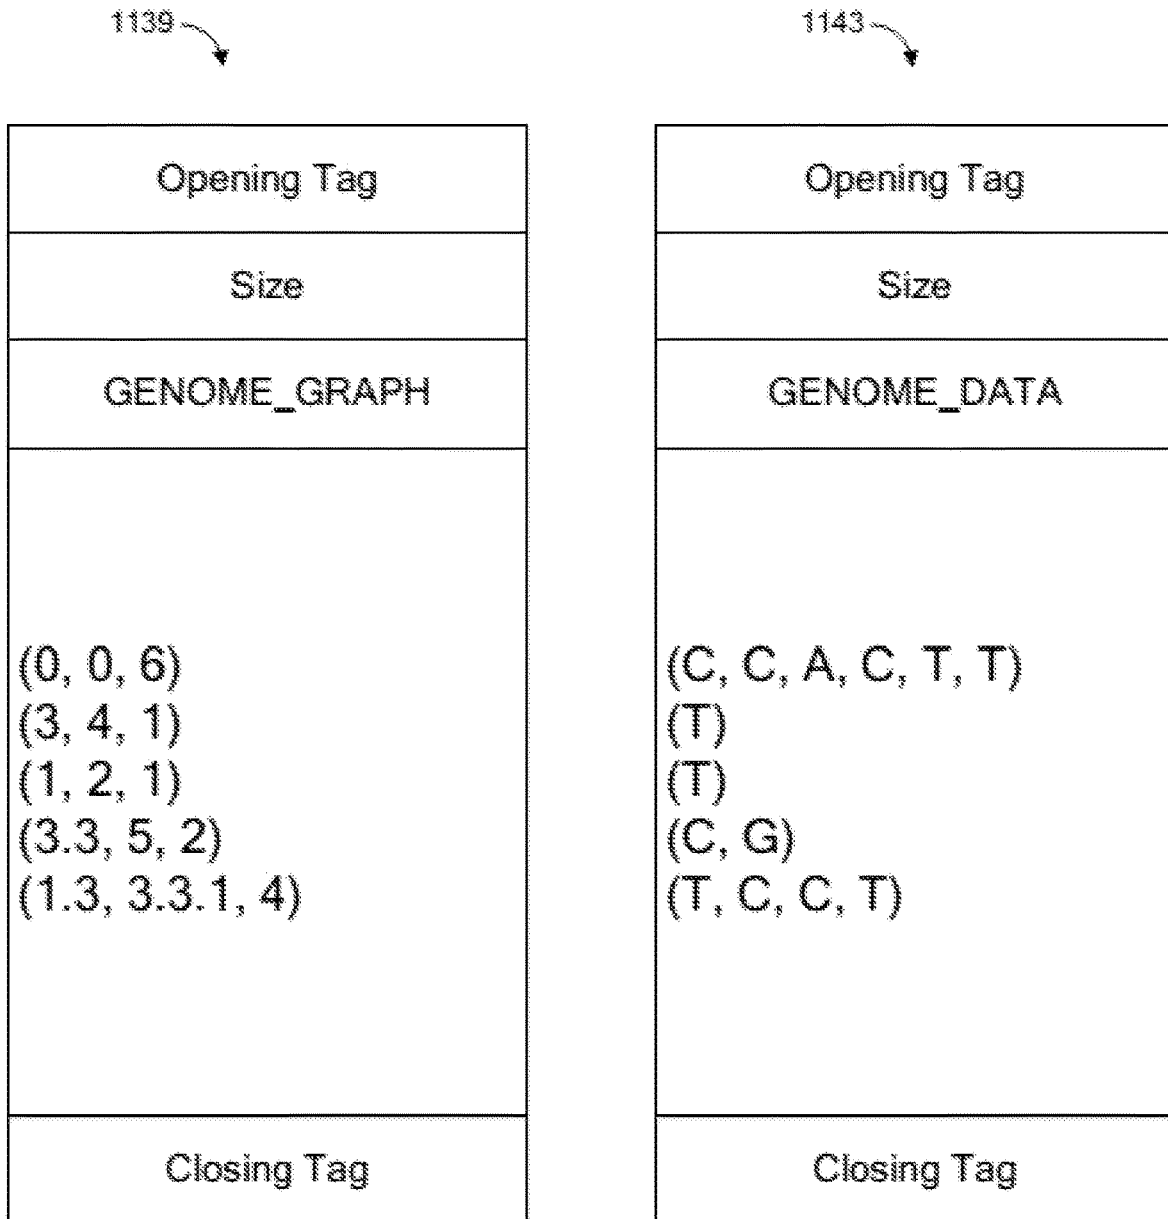 1139
Opening Tag
Size
GENOME_GRAPH
(0, 0, 6)
(3, 4, 1)
(1, 2, 1)
(3.3, 5, 2)
(1.3, 3.3.1, 4)
Closing Tag
1143
Opening Tag
Size
GENOME_DATA
(C, C, A, C, T, T)
(T)
(T)
(C, G)
(T, C, C, T)
Closing Tag